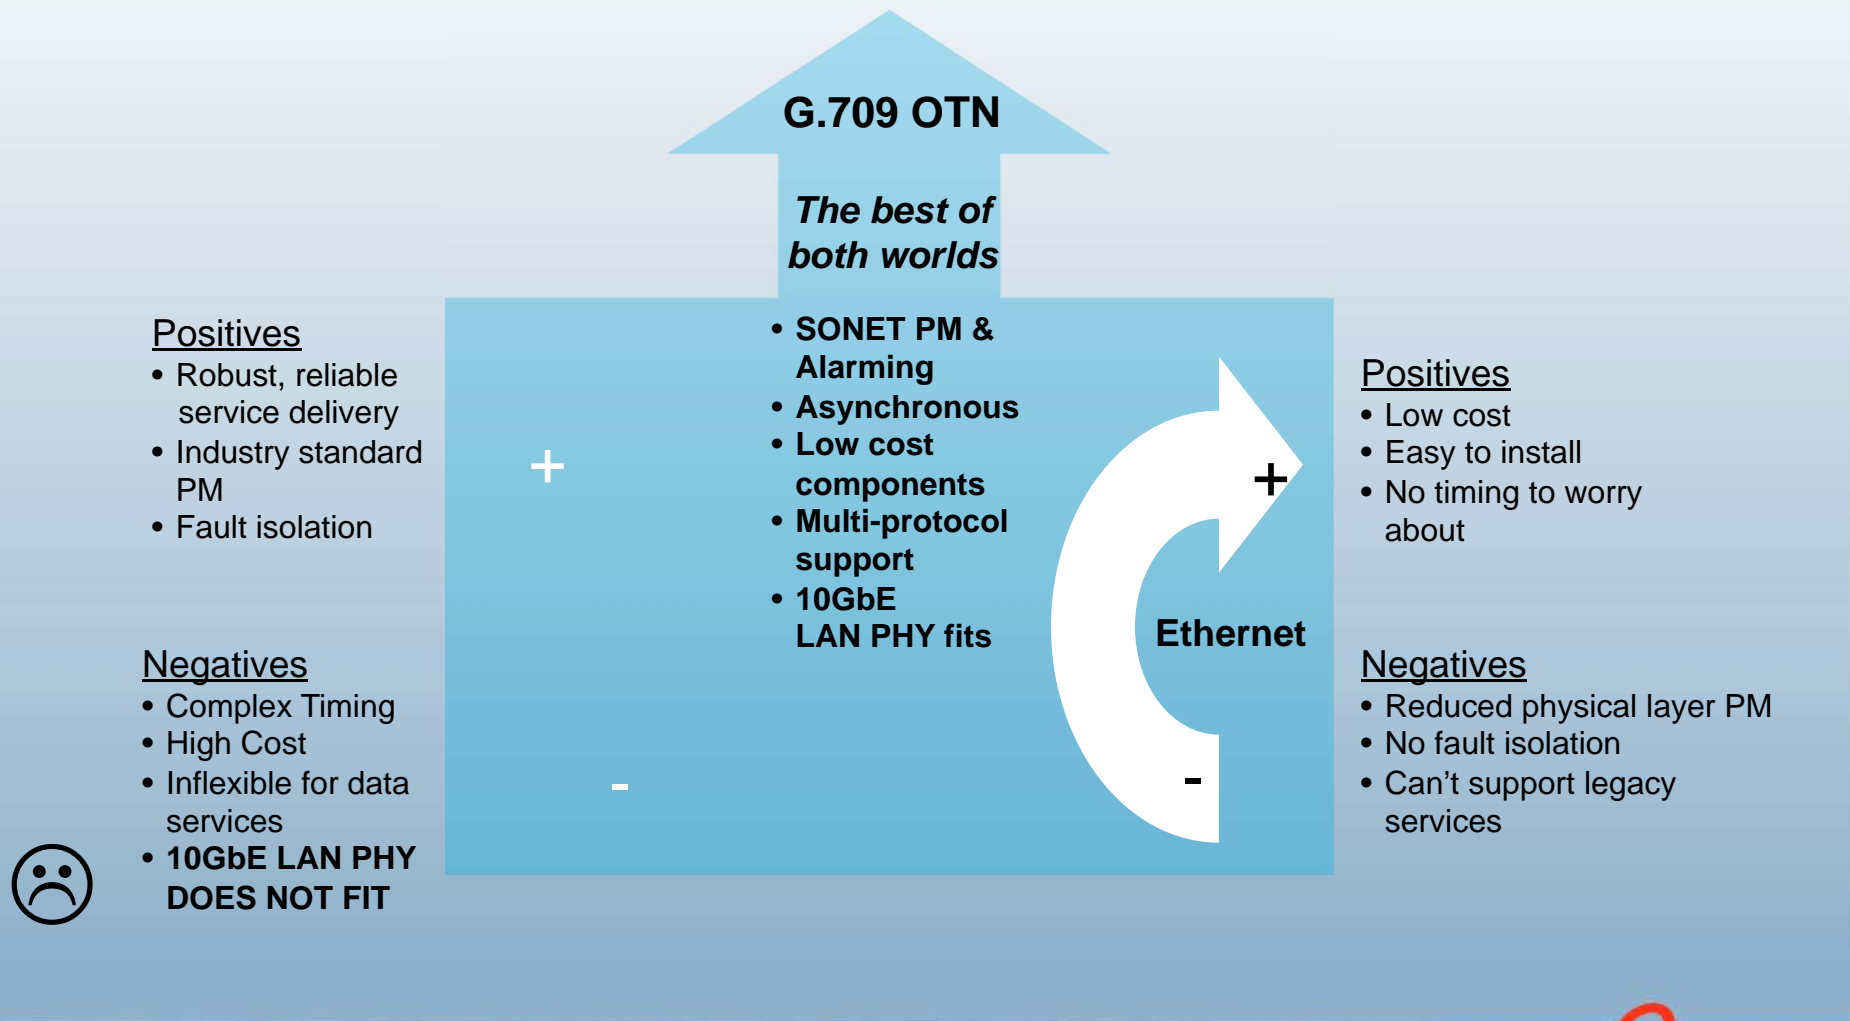 G.709 OTN
The best of
both worlds
Positives
• Robust, reliable
service delivery
• Industry standard
PM
• Fault isolation
+
Negatives
• Complex Timing
• High Cost
• Inflexible for data
services
• 10GbE LAN PHY
DOES NOT FIT
-
• SONET PM &
Alarming
• Asynchronous
• Low cost
components
• Multi-protocol
support
• 10GbE
LAN PHY fits
+
Ethernet
-
Positives
• Low cost
• Easy to install
• No timing to worry
about
Negatives
• Reduced physical layer PM
• No fault isolation
• Can’t support legacy
services